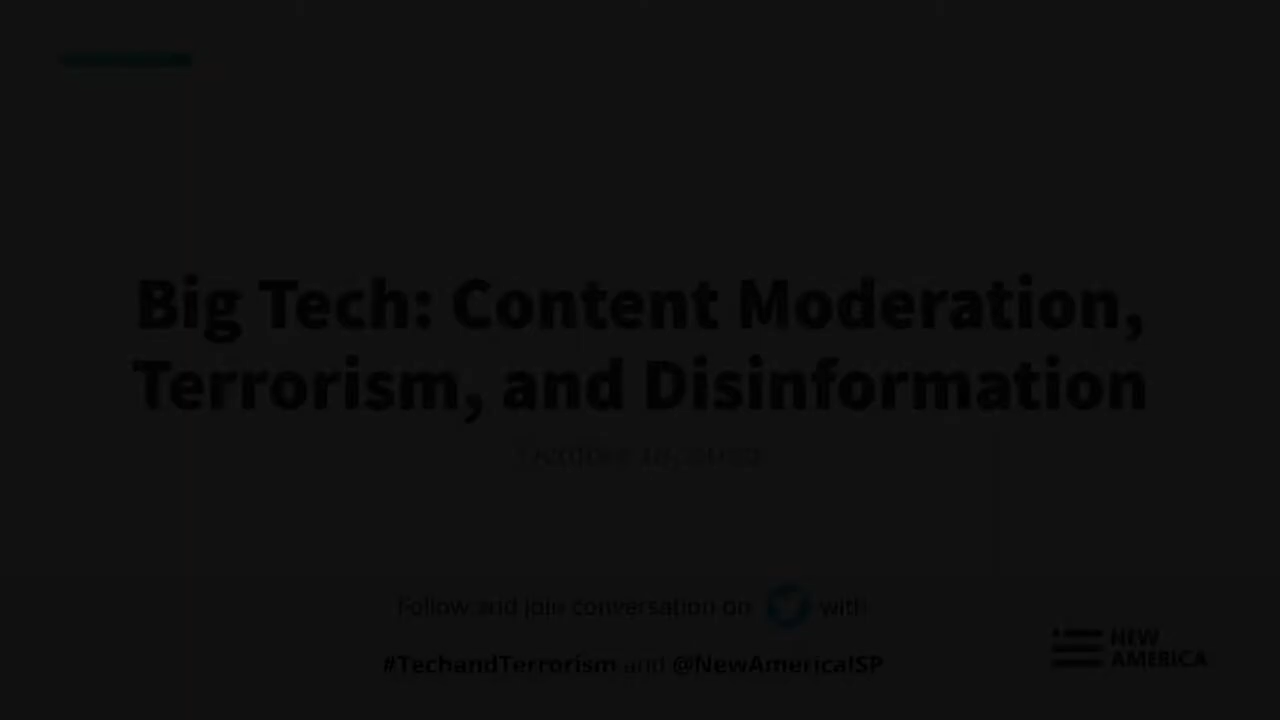 Big Tech: Content Moderation,
Terrorism, and Disinformation
Follow and join conversation on with
#TechandTerrorism and @NewAmericaISP
NEW
AMERICA